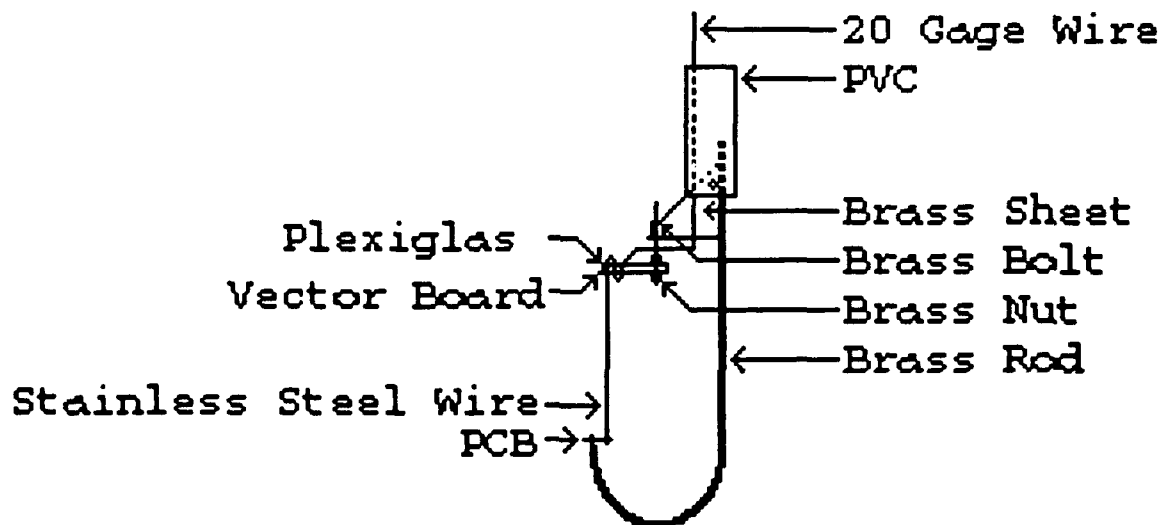 20 Gage Wire
PVC
Brass Sheet
Plexiglas
Brass Bolt
Vector Board
Brass Nut
Brass Rod
Stainless Steel Wire
PCB